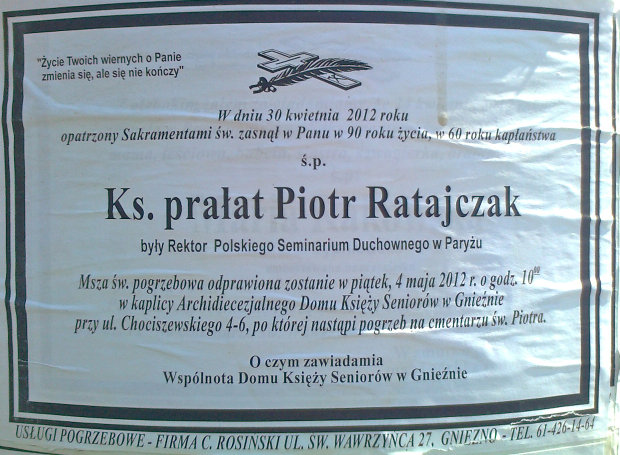 "Życie Twoich wiernych o Panie
zmienia się, ale się nie kończy"
W dniu 30 kwietnia 2012 roku
opatrzony Sakramentami św. zasnął w Panu w 90 roku życia, w 60 roku kapłaństwa
ś.p.
Ks. prałat Piotr Ratajczak
były Rektor Polskiego Seminarium Duchownego w Paryżu
Msza św. pogrzebowa odprawiona zostanie w piątek, 4 maja 2012 r. o godz. 10⁰⁰
w kaplicy Archidiecezjalnego Domu Księży Seniorów w Gnieźnie
przy ul. Chociszewskiego 4-6, po której nastąpi pogrzeb na cmentarzu św. Piotra.
O czym zawiadamia
Wspólnota Domu Księży Seniorów w Gnieźnie
USŁUGI POGRZEBOWE - FIRMA C. ROSINSKI UL. ŚW. WAWRZYŃCA 27, GNIEZNO - TEL. 61-426-14-64